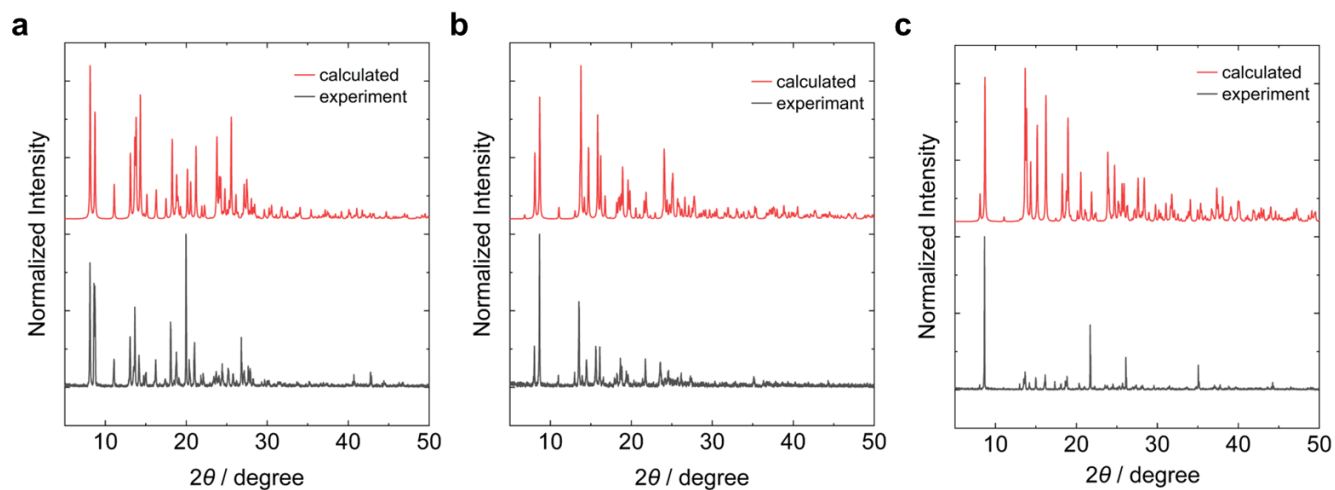 a
calculated
experiment
Normalized Intensity
10 20 30 40 50
2θ / degree
b
calculated
experimant
Normalized Intensity
10 20 30 40 50
2θ / degree
c
calculated
experiment
Normalized Intensity
10 20 30 40 50
2θ / degree